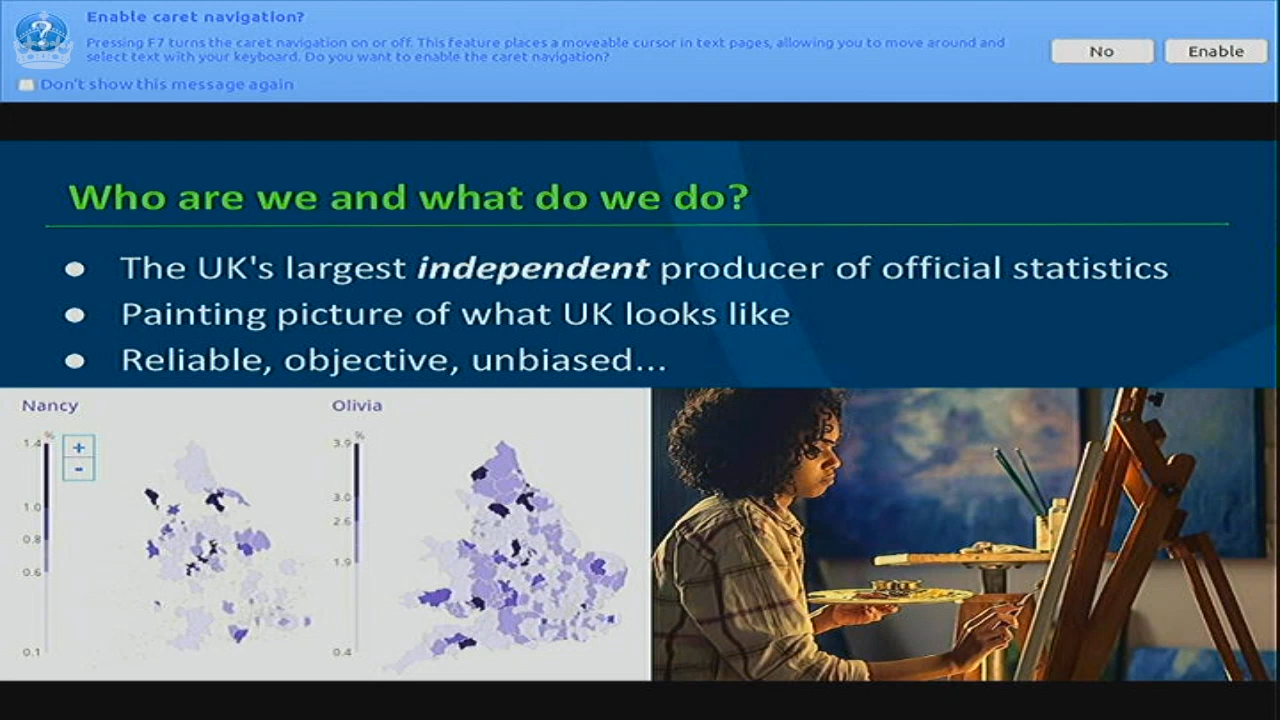 Enable caret navigation?
Pressing F7 turns the caret navigation on or off. This feature places a moveable cursor in text pages, allowing you to move around and
select text with your keyboard. Do you want to enable the caret navigation?
Don't show this message again
No
Enable
Who are we and what do we do?
● The UK's largest independent producer of official statistics
● Painting picture of what UK looks like
● Reliable, objective, unbiased...
Nancy
Olivia
%
1.4
+
-
1.0
0.8
0.6
0.1
%
3.9
3.0
2.6
1.9
0.4